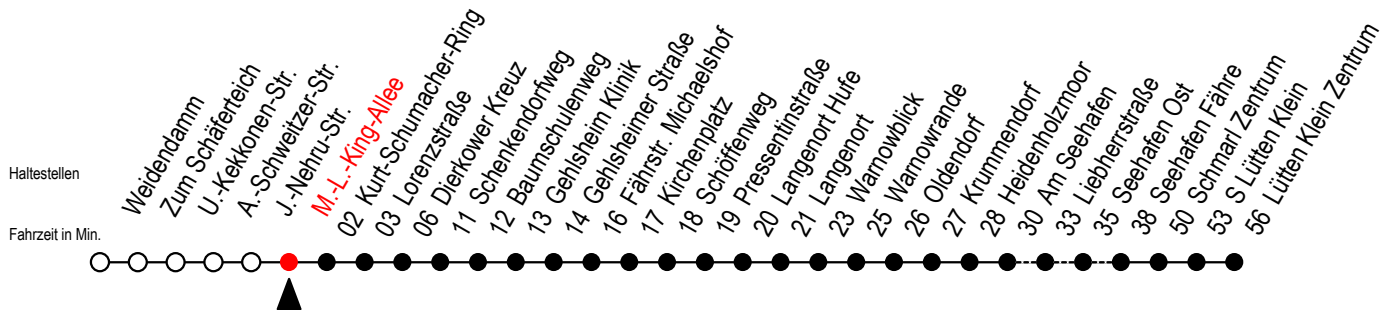 Haltestellen
Fahrzeit in Min.
Weidendamm
Zum Schäferteich
U.-Kekkonen-Str.
A.-Schweitzer-Str.
J.-Nehru-Str.
M.-L.-King-Allee
02 Kurt-Schumacher-Ring
03 Lorenzstraße
06 Dierkower Kreuz
11 Schenkendorfweg
12 Baumschulenweg
13 Gehlsheim Klinik
14 Gehlsheimer Straße
16 Fährstr. Michaelshof
17 Kirchenplatz
18 Schöffenweg
19 Pressentinstraße
20 Langenort Hufe
21 Langenort
23 Warnowblick
25 Warnowrande
26 Oldendorf
27 Krummendorf
28 Heidenholzmoor
30 Am Seehafen
33 Liebherrstraße
35 Seehafen Ost
38 Seehafen Fähre
50 Schmarl Zentrum
53 S Lütten Klein
56 Lütten Klein Zentrum